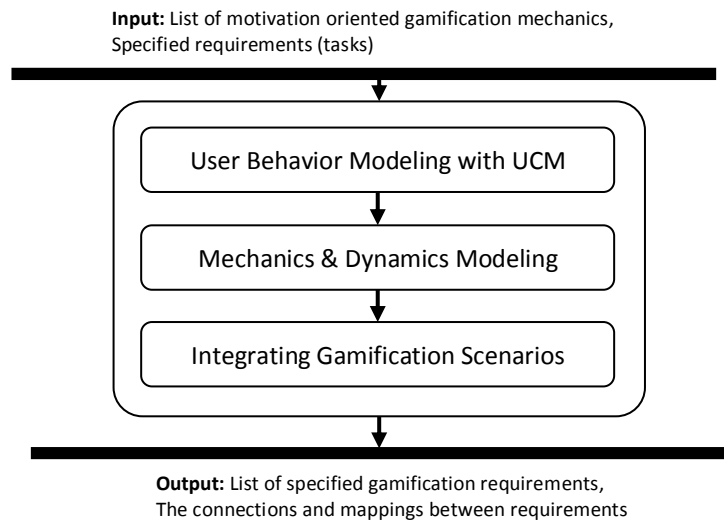 Input: List of motivation oriented gamification mechanics,
Specified requirements (tasks)
User Behavior Modeling with UCM
Mechanics & Dynamics Modeling
Integrating Gamification Scenarios
Output: List of specified gamification requirements,
The connections and mappings between requirements